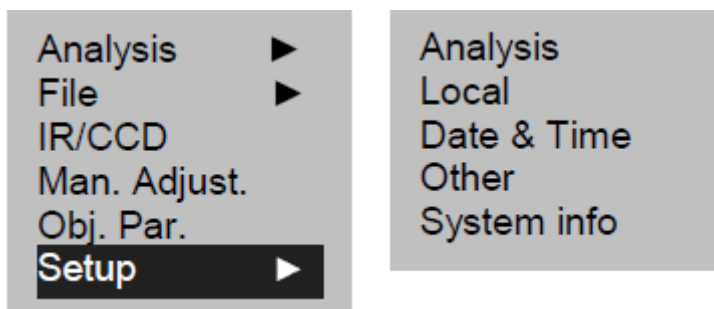 Analysis
File
IR/CCD
Man. Adjust.
Obj. Par.
Setup
Analysis
Local
Date & Time
Other
System info